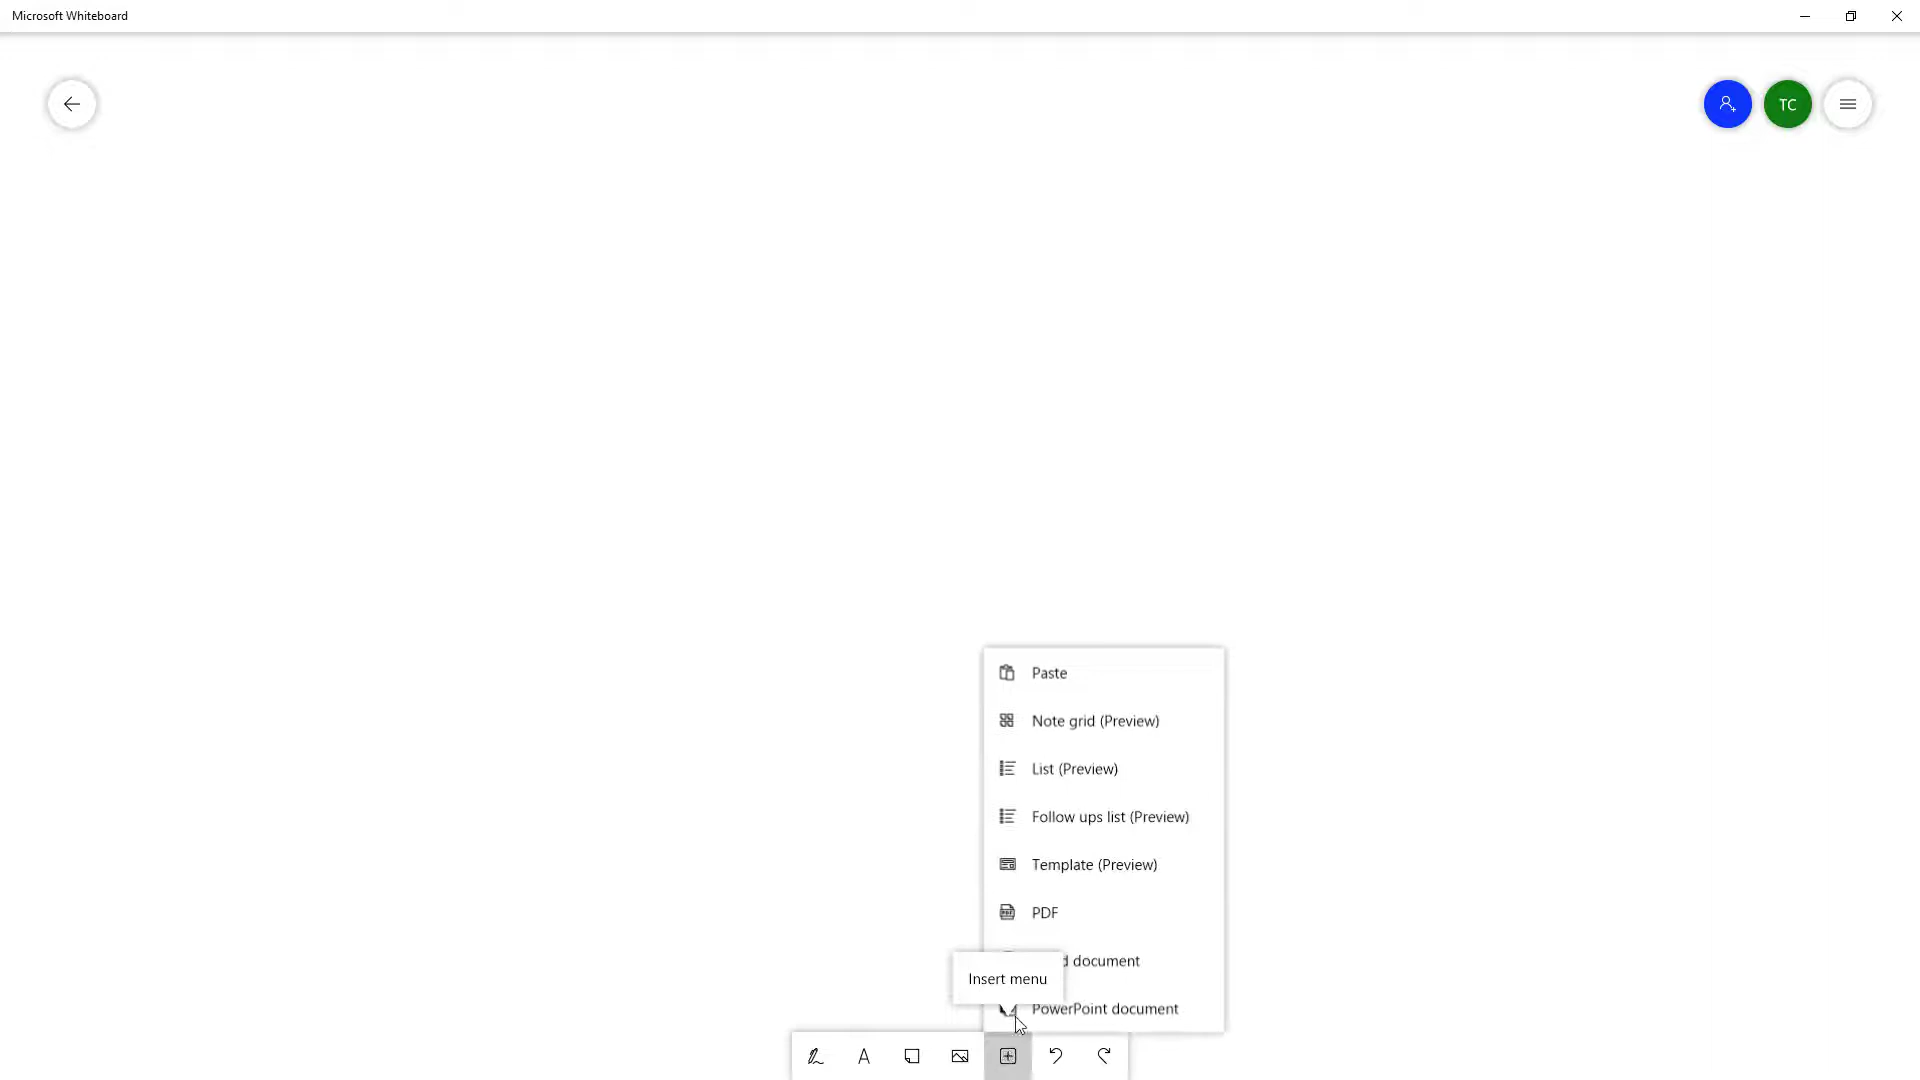 Microsoft Whiteboard
TC
Paste
Note grid (Preview)
List (Preview)
Follow ups list (Preview)
Template (Preview)
PDF
document
Insert menu
PowerPoint document
A